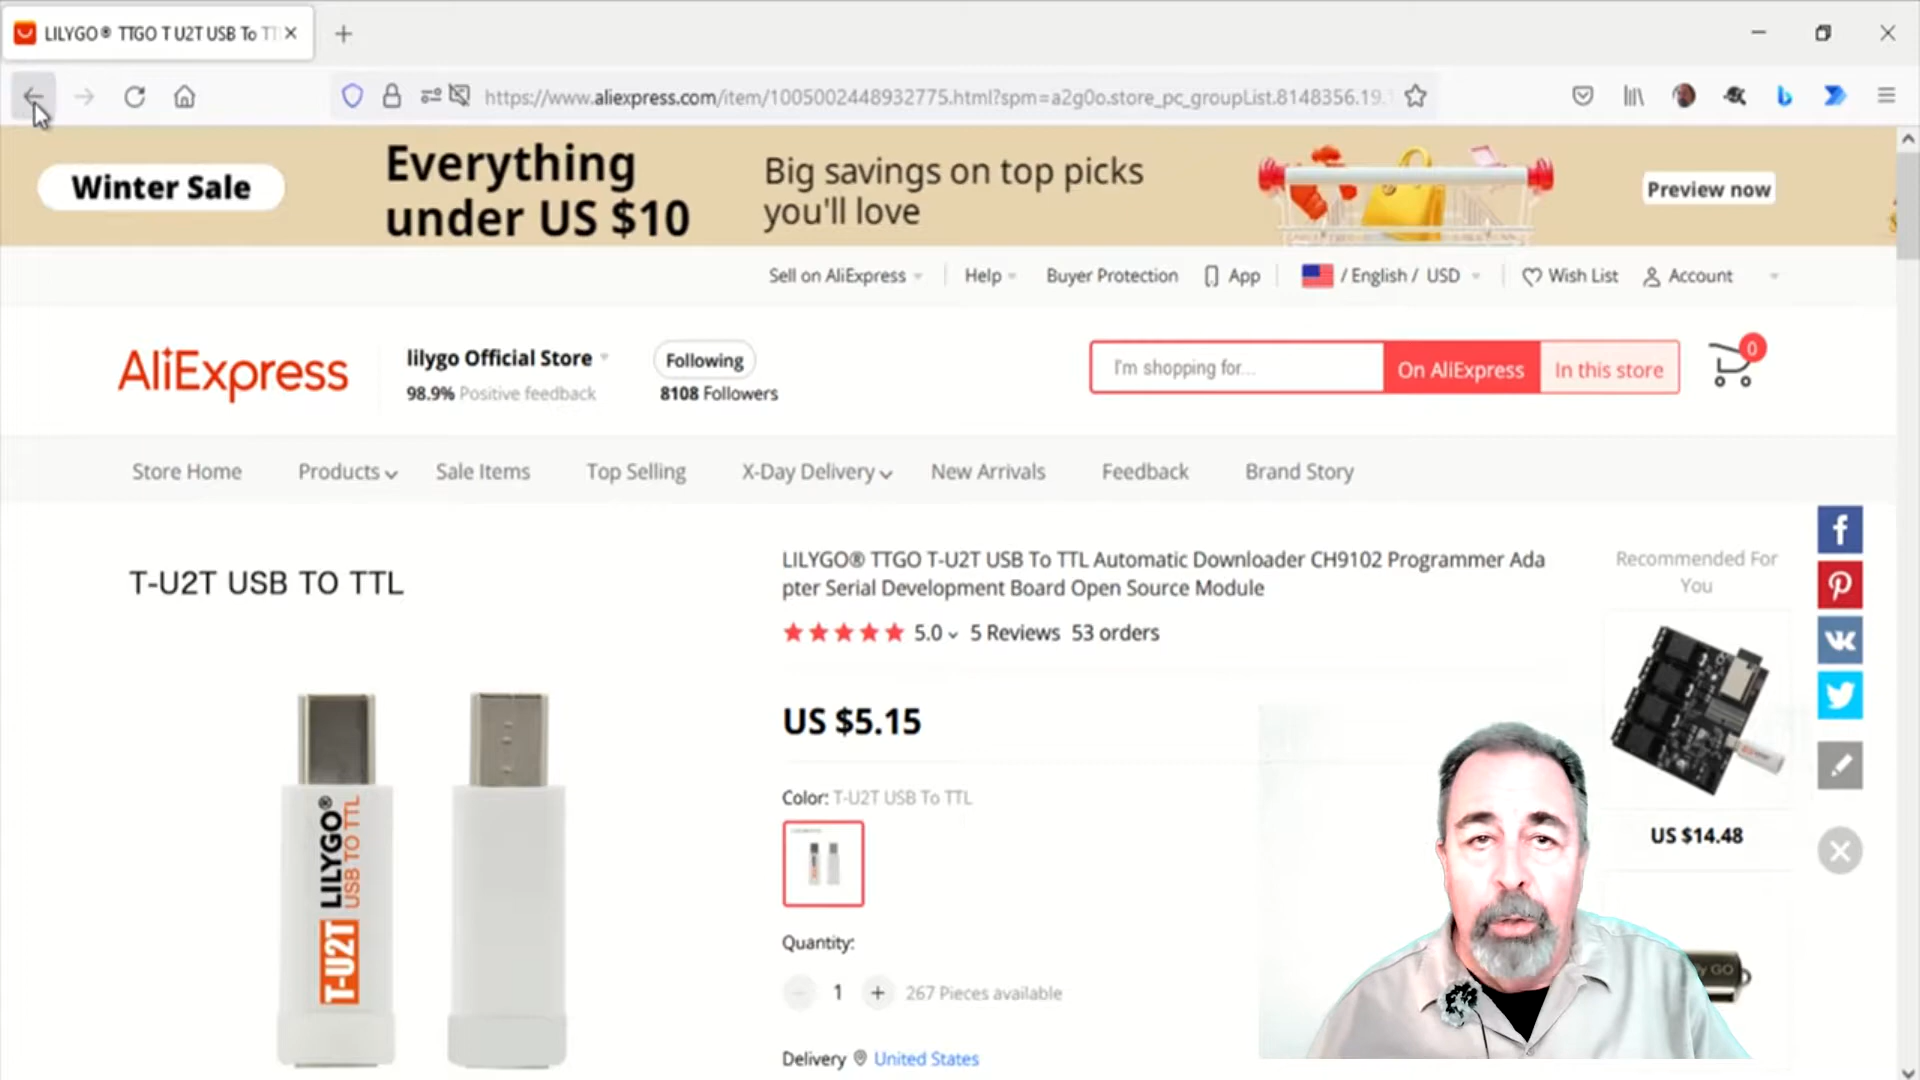 LILYGO® TTGO T U2T USB To TT
https://www.aliexpress.com/item/1005002448932775.html?spm=a2g0o.store_pc_groupList.8148356.19.
Winter Sale
Everything
under US $10
Big savings on top picks
you'll love
Preview now
Sell on AliExpress
Help
Buyer Protection
App
/ English / USD
Wish List
Account
AliExpress
lilygo Official Store
98.9% Positive feedback
Following
8108 Followers
I'm shopping for...
On AliExpress
In this store
0
Store Home
Products
Sale Items
Top Selling
X-Day Delivery
New Arrivals
Feedback
Brand Story
T-U2T USB TO TTL
T-U2T LILYGO®
USB TO TTL
LILYGO® TTGO T-U2T USB To TTL Automatic Downloader CH9102 Programmer Ada
pter Serial Development Board Open Source Module
5.0 5 Reviews 53 orders
US $5.15
Color: T-U2T USB To TTL
Quantity:
1
267 Pieces available
Delivery United States
Recommended For
You
US $14.48
GO